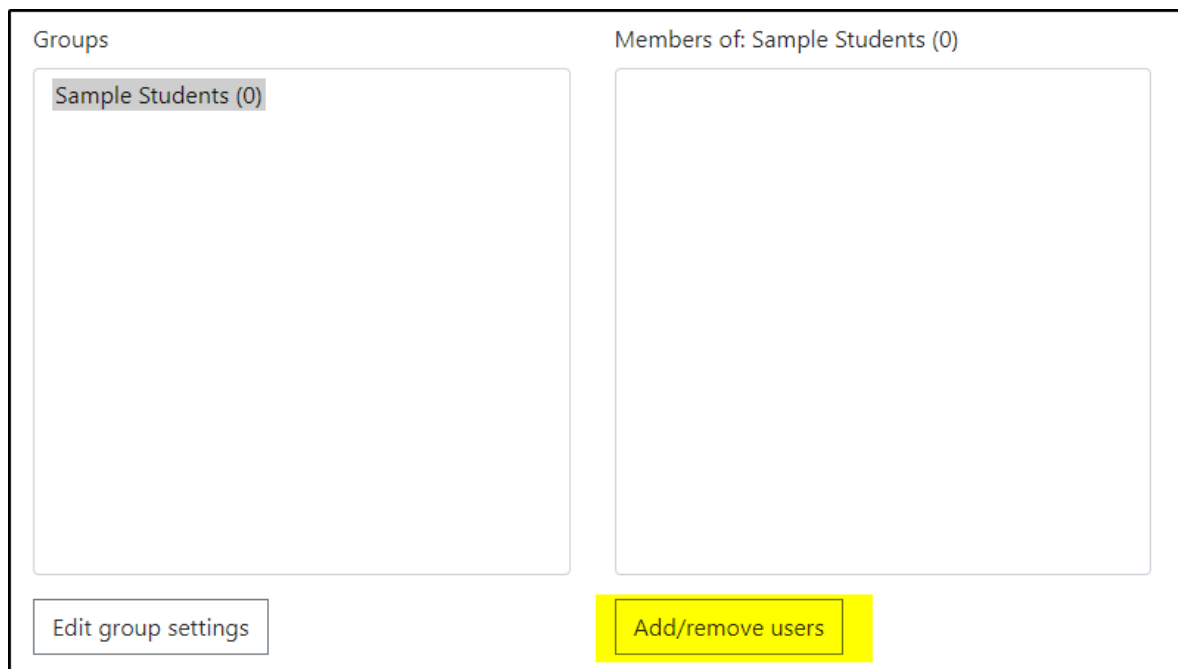 Groups
Members of: Sample Students (0)
Sample Students (0)
Edit group settings
Add/remove users